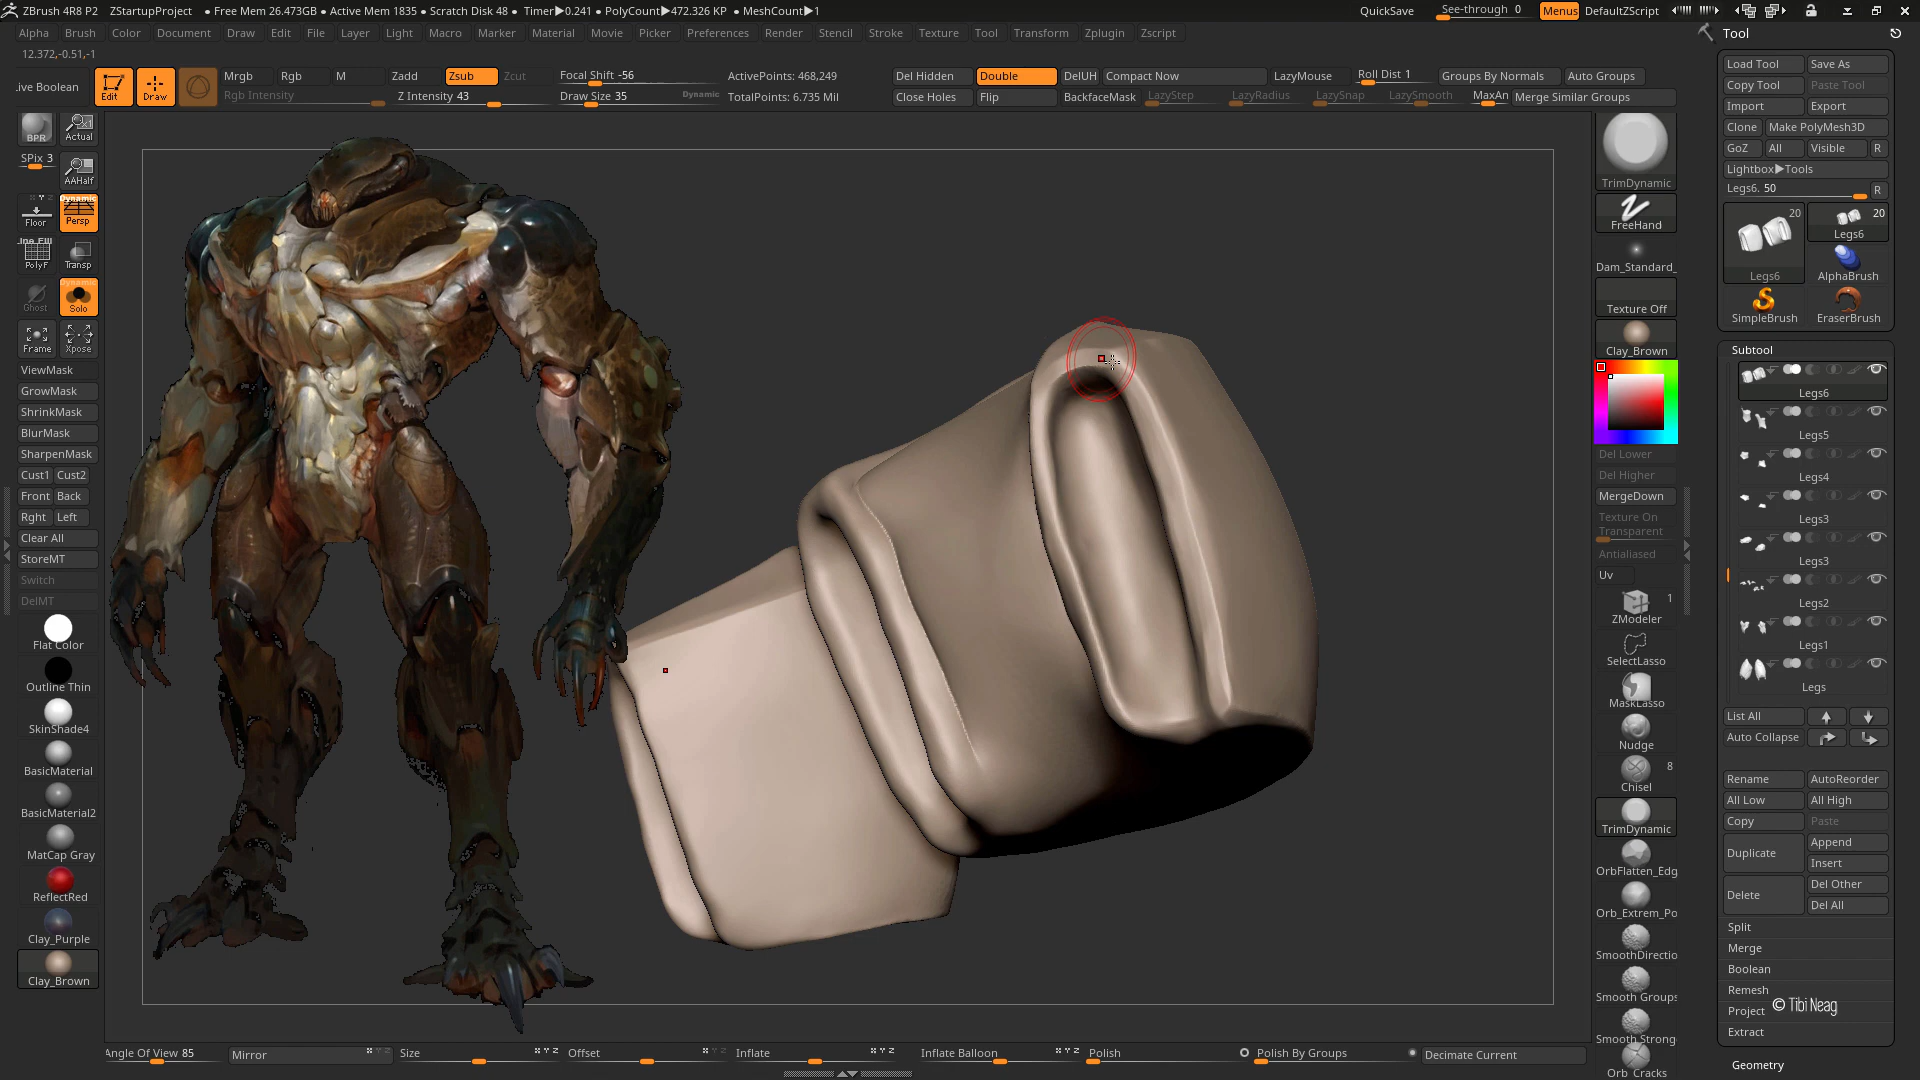 ZBrush 4R8 P2 ZStartupProject • Free Mem 26.473GB • Active Mem 1835 • Scratch Disk 48 • Timer▶0.241 • PolyCount▶472.326 KP • MeshCount▶1 QuickSave See-through 0 Menus DefaultZScript
Alpha Brush Color Document Draw Edit File Layer Light Macro Marker Material Movie Picker Preferences Render Stencil Stroke Texture Tool Transform Zplugin Zscript
12.372,-0.51,-1
ive Boolean
Edit
Draw
Mrgb Rgb M Zadd Zsub Zcut
Rgb Intensity
Z Intensity 43
Focal Shift -56
Draw Size 35
Dynamic
ActivePoints: 468,249
TotalPoints: 6.735 Mil
Del Hidden Double DelUH Compact Now LazyMouse Roll Dist 1 Groups By Normals Auto Groups
Close Holes Flip BackfaceMask LazyStep LazyRadius LazySnap LazySmooth MaxAn Merge Similar Groups
BPR
Actual
SPix 3
AAHalf
Floor
Dynamic
Persp
Line Fill
PolyF
Transp
Ghost
Dynamic
Solo
Frame
Xpose
ViewMask
GrowMask
ShrinkMask
BlurMask
SharpenMask
Cust1 Cust2
Front Back
Rght Left
Clear All
StoreMT
Switch
DelMT
Flat Color
Outline Thin
SkinShade4
BasicMaterial
BasicMaterial2
MatCap Gray
ReflectRed
Clay_Purple
Clay_Brown
Angle Of View 85 Mirror Size Offset Inflate Inflate Balloon Polish Polish By Groups Decimate Current
TrimDynamic
FreeHand
Dam_Standard_
Texture Off
Clay_Brown
Del Lower
Del Higher
MergeDown
Texture On
Transparent
Antialiased
Uv
1
ZModeler
SelectLasso
MaskLasso
Nudge
8
Chisel
TrimDynamic
OrbFlatten_Edg
Orb_Extrem_Po
SmoothDirectio
Smooth Groups
Smooth Strong
Orb_Cracks
Tool
Load Tool Save As
Copy Tool Paste Tool
Import Export
Clone Make PolyMesh3D
GoZ All Visible R
Lightbox▶Tools
Legs6. 50 R
20
Legs6
20
Legs6
AlphaBrush
SimpleBrush
EraserBrush
Subtool
Legs6
Legs5
Legs4
Legs3
Legs3
Legs2
Legs1
Legs
List All
Auto Collapse
Rename AutoReorder
All Low All High
Copy Paste
Duplicate Append
Insert
Delete Del Other
Del All
Split
Merge
Boolean
Remesh
Project
© Tibi Neag
Extract
Geometry